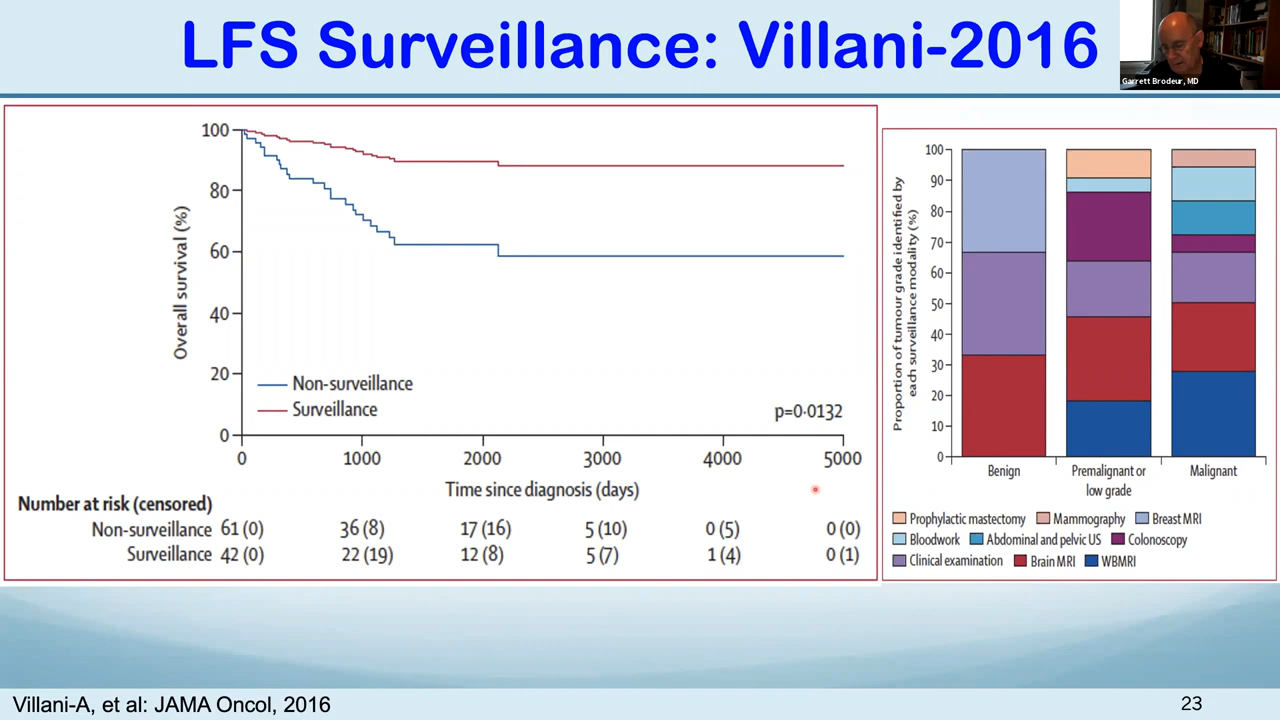 LFS Surveillance: Villani-2016
Garrett Brodeur, MD
Overall survival (%)
100
80
60
40
20
0
Non-surveillance
Surveillance
p=0·0132
0 1000 2000 3000 4000 5000
Time since diagnosis (days)
Number at risk (censored)
Non-surveillance 61 (0) 36 (8) 17 (16) 5 (10) 0 (5) 0 (0)
Surveillance 42 (0) 22 (19) 12 (8) 5 (7) 1 (4) 0 (1)
Proportion of tumour grade identified by
each surveillance modality (%)
100
90
80
70
60
50
40
30
20
10
0
Benign Premalignant or Malignant
low grade
Prophylactic mastectomy Mammography Breast MRI
Bloodwork Abdominal and pelvic US Colonoscopy
Clinical examination Brain MRI WBMRI
Villani-A, et al: JAMA Oncol, 2016
23